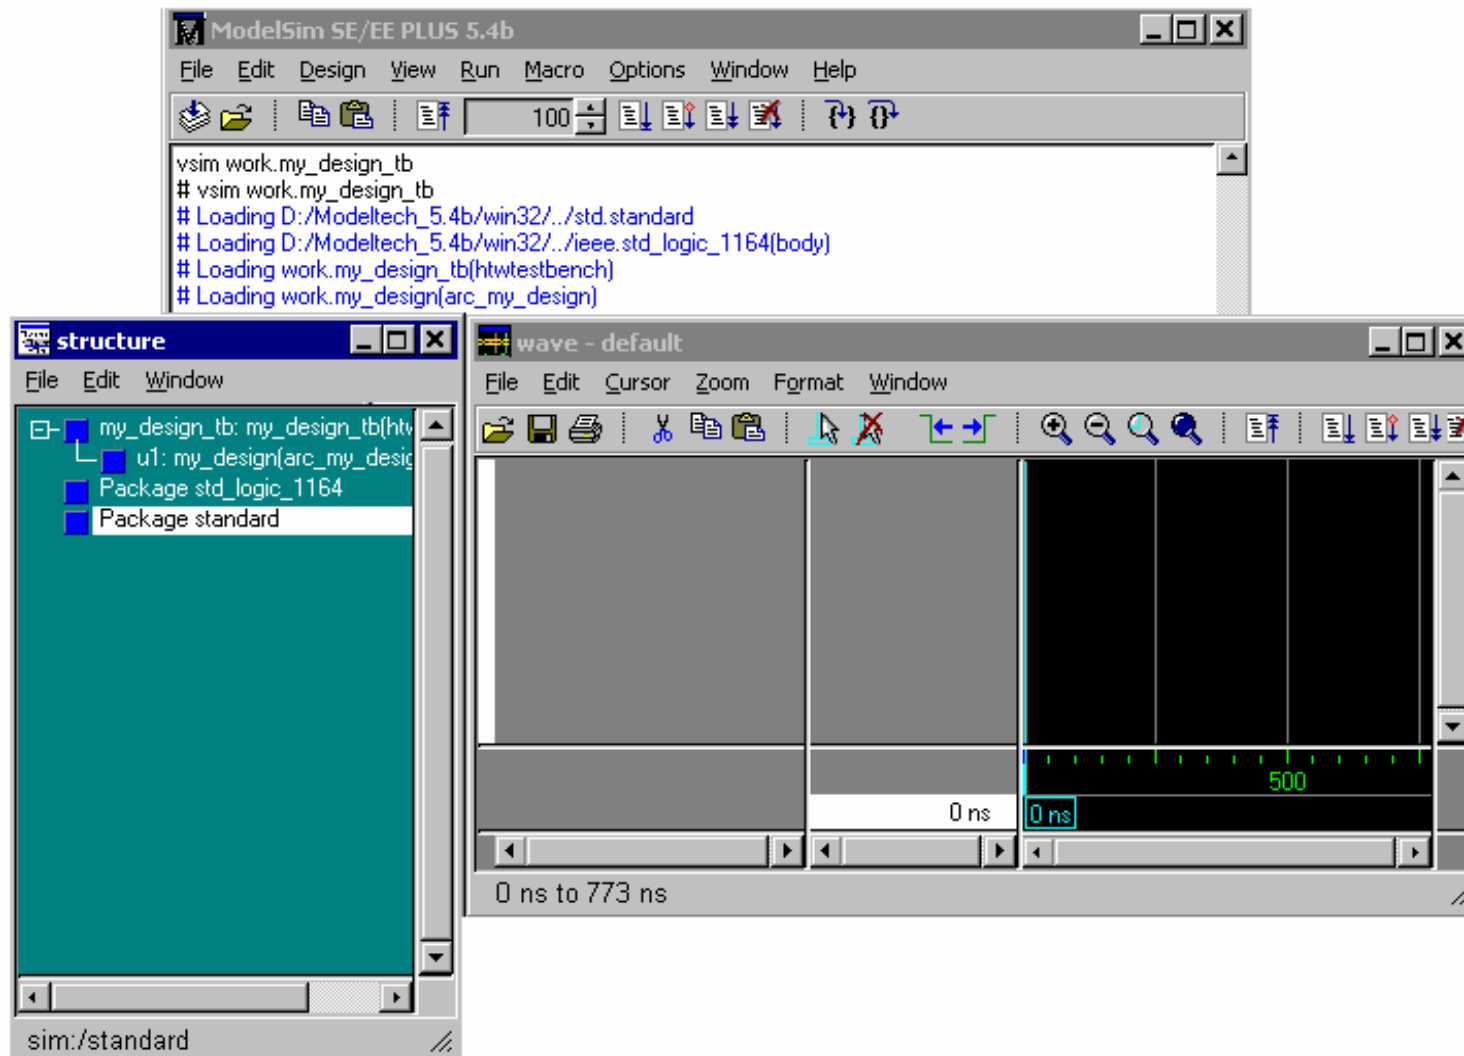 ModelSim SE/EE PLUS 5.4b
File Edit Design View Run Macro Options Window Help
100
vsim work.my_design_tb
# vsim work.my_design_tb
# Loading D:/Modeltech_5.4b/win32/../std.standard
# Loading D:/Modeltech_5.4b/win32/../ieee.std_logic_1164(body)
# Loading work.my_design_tb(htwtestbench)
# Loading work.my_design(arc_my_design)
structure
File Edit Window
my_design_tb: my_design_tb(htw
u1: my_design(arc_my_desig
Package std_logic_1164
Package standard
sim:/standard
wave - default
File Edit Cursor Zoom Format Window
500
0 ns
0 ns
0 ns to 773 ns